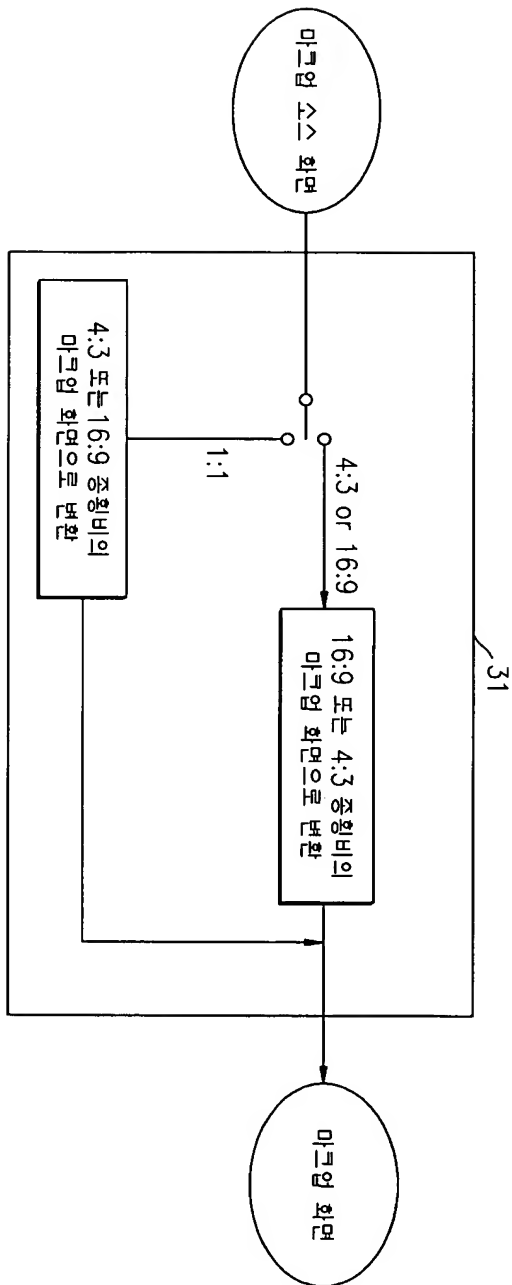 마크업 소스 화면
31
4:3 or 16:9
16:9 또는 4:3 종횡비의
마크업 화면으로 변환
1:1
4:3 또는 16:9 종횡비의
마크업 화면으로 변환
마크업 화면